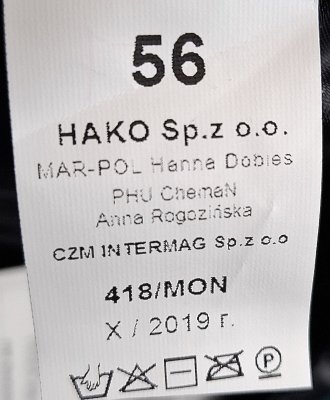 56
HAKO Sp.z o.o.
MAR-POL Hanna Dobies
PHU ChemaN
Anna Rogozińska
CZM INTERMAG Sp.z o.o
418/MON
X / 2019 r.
P